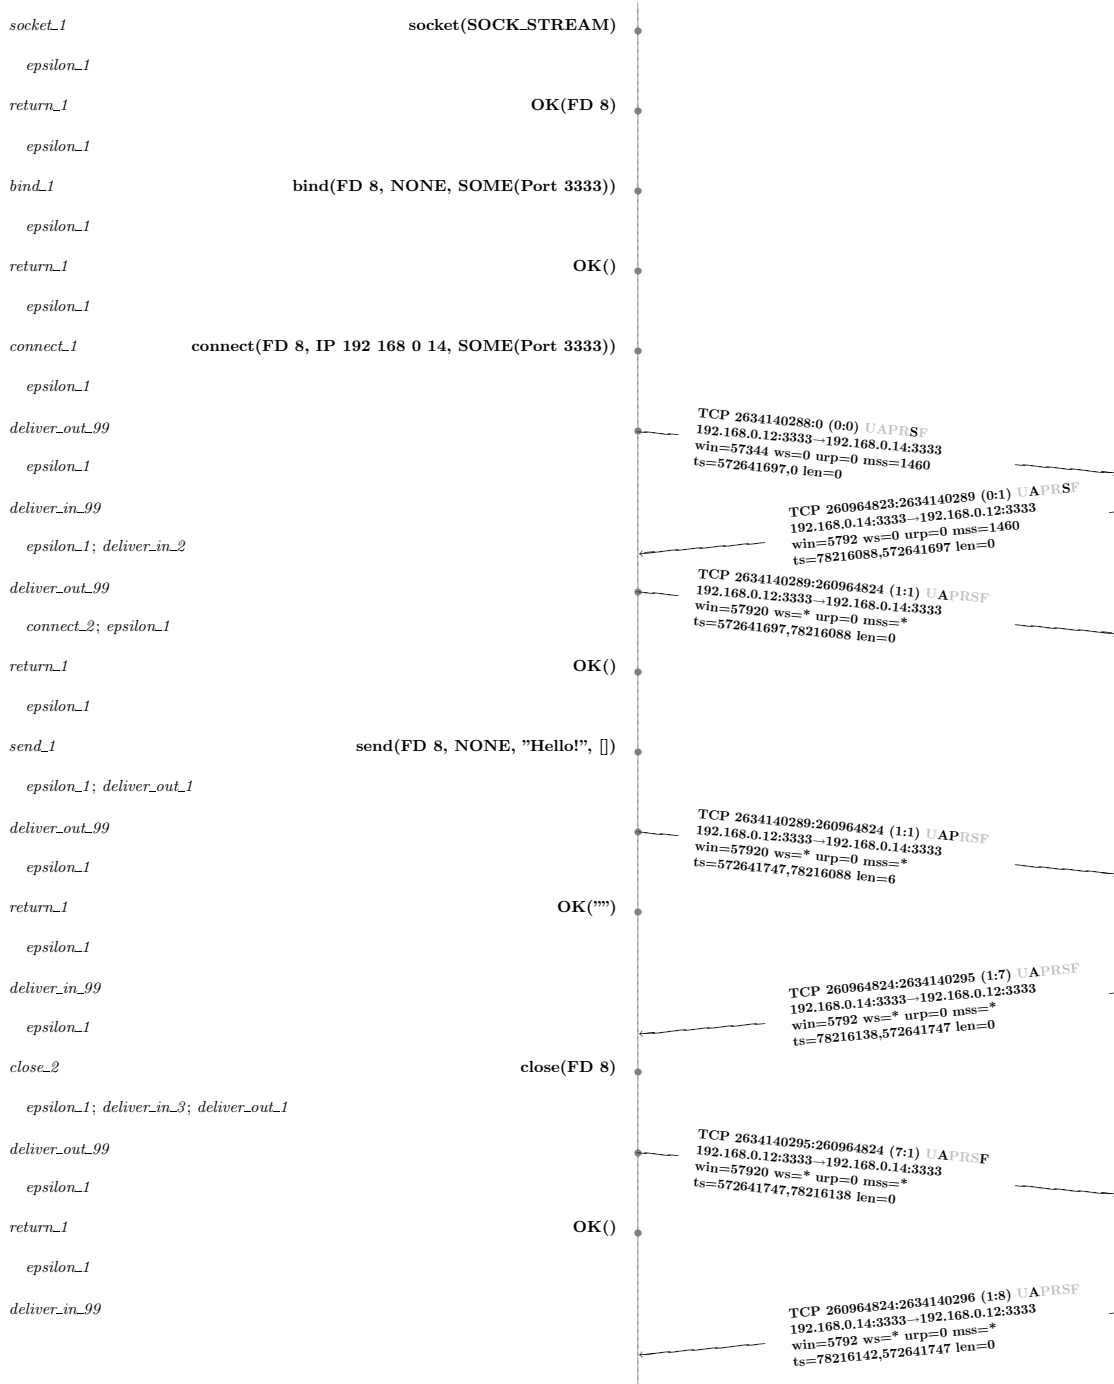 socket_1 socket(SOCK_STREAM)
epsilon_1
return_1 OK(FD 8)
epsilon_1
bind_1 bind(FD 8, NONE, SOME(Port 3333))
epsilon_1
return_1 OK()
epsilon_1
connect_1 connect(FD 8, IP 192 168 0 14, SOME(Port 3333))
epsilon_1
deliver_out_99
TCP 2634140288:0 (0:0) UAPRSF
192.168.0.12:3333→192.168.0.14:3333
win=57344 ws=0 urp=0 mss=1460
ts=572641697,0 len=0
epsilon_1
deliver_in_99
TCP 260964823:2634140289 (0:1) UAPRSF
192.168.0.14:3333→192.168.0.12:3333
win=5792 ws=0 urp=0 mss=1460
ts=78216088,572641697 len=0
epsilon_1; deliver_in_2
deliver_out_99
TCP 2634140289:260964824 (1:1) UAPRSF
192.168.0.12:3333→192.168.0.14:3333
win=57920 ws=* urp=0 mss=*
ts=572641697,78216088 len=0
connect_2; epsilon_1
return_1 OK()
epsilon_1
send_1 send(FD 8, NONE, ”Hello!”, [])
epsilon_1; deliver_out_1
deliver_out_99
TCP 2634140289:260964824 (1:1) UAPRSF
192.168.0.12:3333→192.168.0.14:3333
win=57920 ws=* urp=0 mss=*
ts=572641747,78216088 len=6
epsilon_1
return_1 OK(””)
epsilon_1
deliver_in_99
TCP 260964824:2634140295 (1:7) UAPRSF
192.168.0.14:3333→192.168.0.12:3333
win=5792 ws=* urp=0 mss=*
ts=78216138,572641747 len=0
epsilon_1
close_2 close(FD 8)
epsilon_1; deliver_in_3; deliver_out_1
deliver_out_99
TCP 2634140295:260964824 (7:1) UAPRSF
192.168.0.12:3333→192.168.0.14:3333
win=57920 ws=* urp=0 mss=*
ts=572641747,78216138 len=0
epsilon_1
return_1 OK()
epsilon_1
deliver_in_99
TCP 260964824:2634140296 (1:8) UAPRSF
192.168.0.14:3333→192.168.0.12:3333
win=5792 ws=* urp=0 mss=*
ts=78216142,572641747 len=0